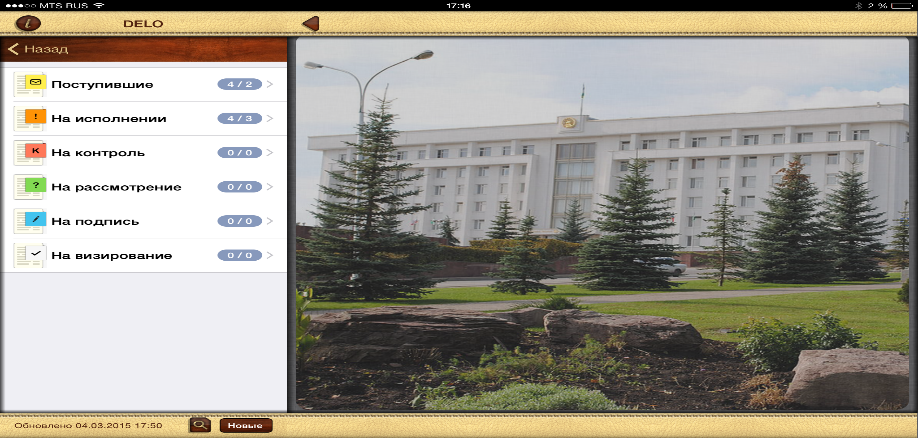 MTS RUS
17:16
2 %
DELO
Назад
Поступившие
4 / 2
На исполнении
4 / 3
На контроль
0 / 0
На рассмотрение
0 / 0
На подпись
0 / 0
На визирование
0 / 0
Обновлено 04.03.2015 17:50
Новые